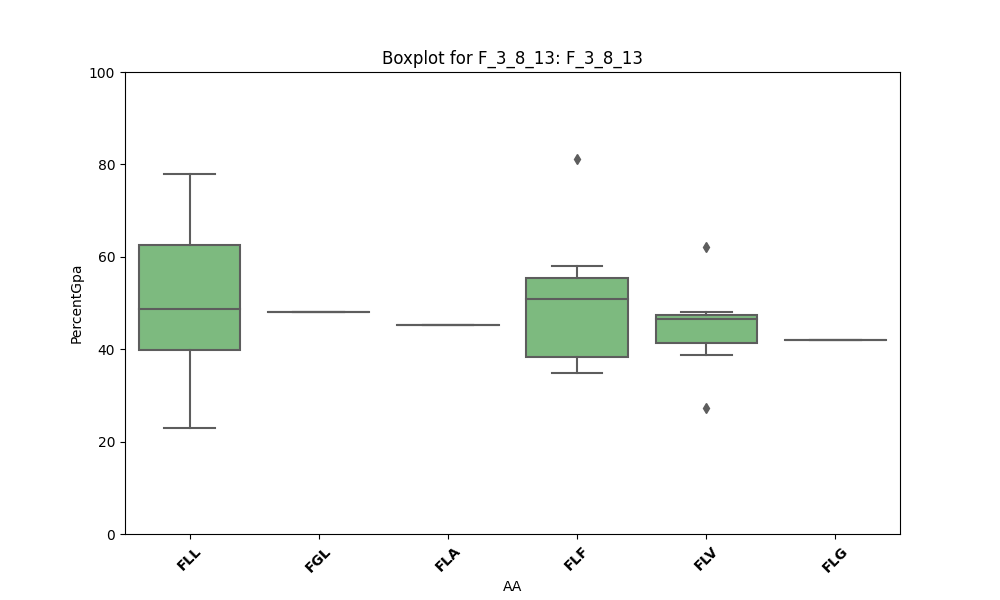 Boxplot for F_3_8_13: F_3_8_13
100
80
60
40
20
0
PercentGpa
FLL
FGL
FLA
FLF
FLV
FLG
AA